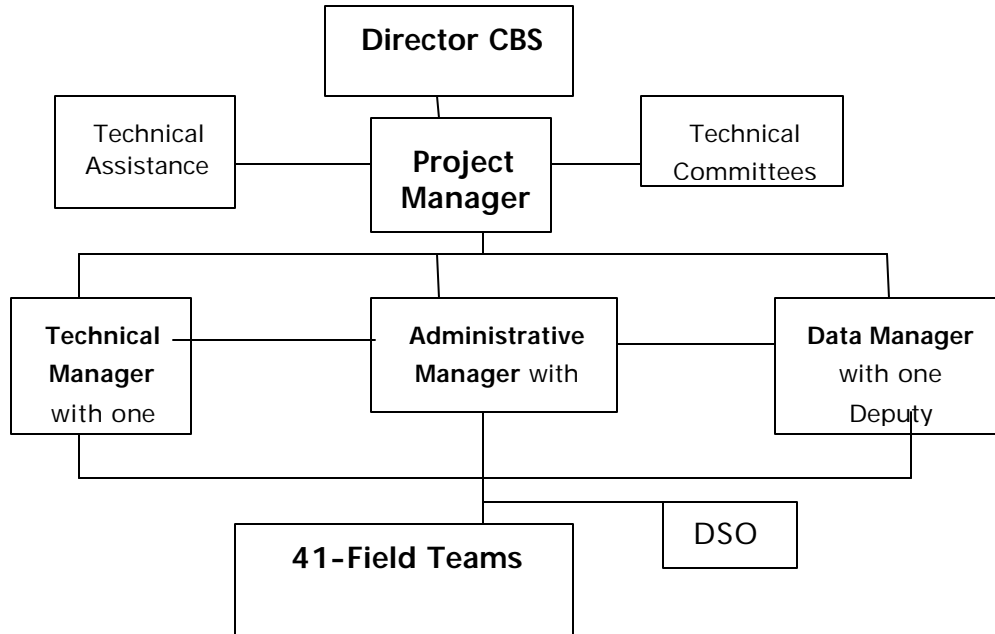 Director CBS
Technical
Assistance
Project
Manager
Technical
Committees
Technical
Manager
with one
Administrative
Manager with
Data Manager
with one
Deputy
DSO
41-Field Teams